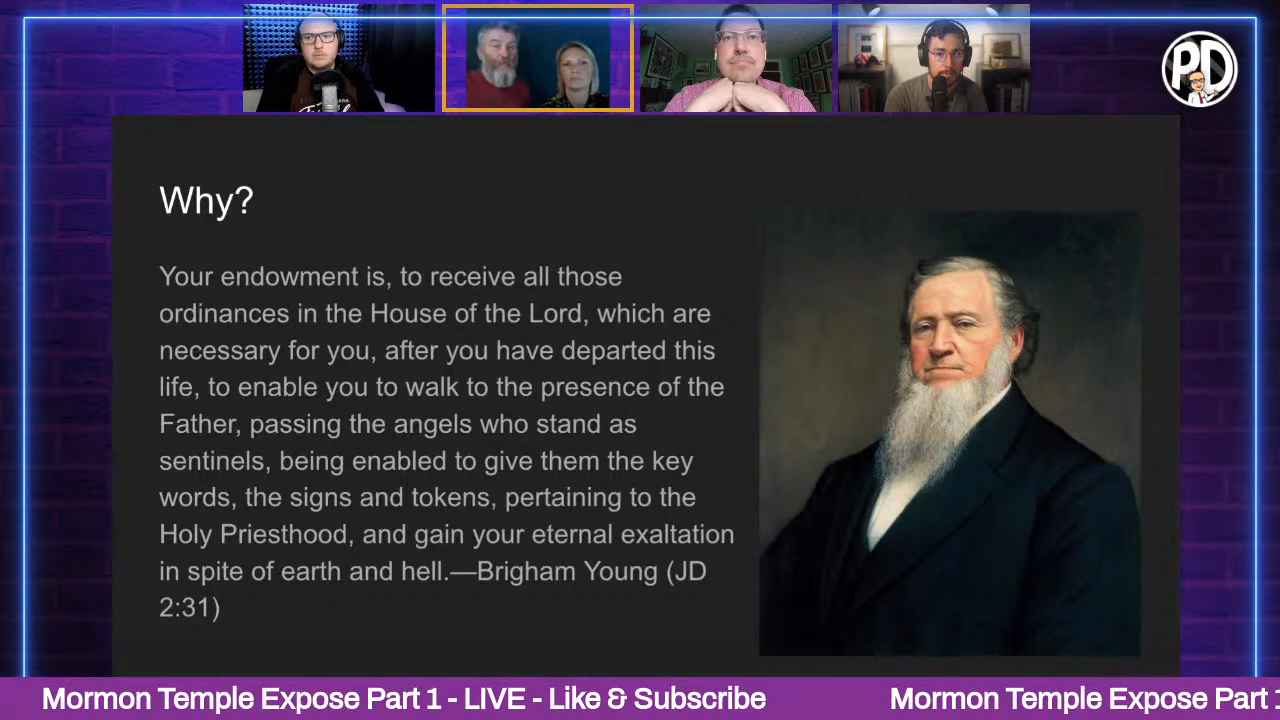 PD
Why?
Your endowment is, to receive all those
ordinances in the House of the Lord, which are
necessary for you, after you have departed this
life, to enable you to walk to the presence of the
Father, passing the angels who stand as
sentinels, being enabled to give them the key
words, the signs and tokens, pertaining to the
Holy Priesthood, and gain your eternal exaltation
in spite of earth and hell.—Brigham Young (JD
2:31)
Mormon Temple Expose Part 1 - LIVE - Like & Subscribe
Mormon Temple Expose Part 1